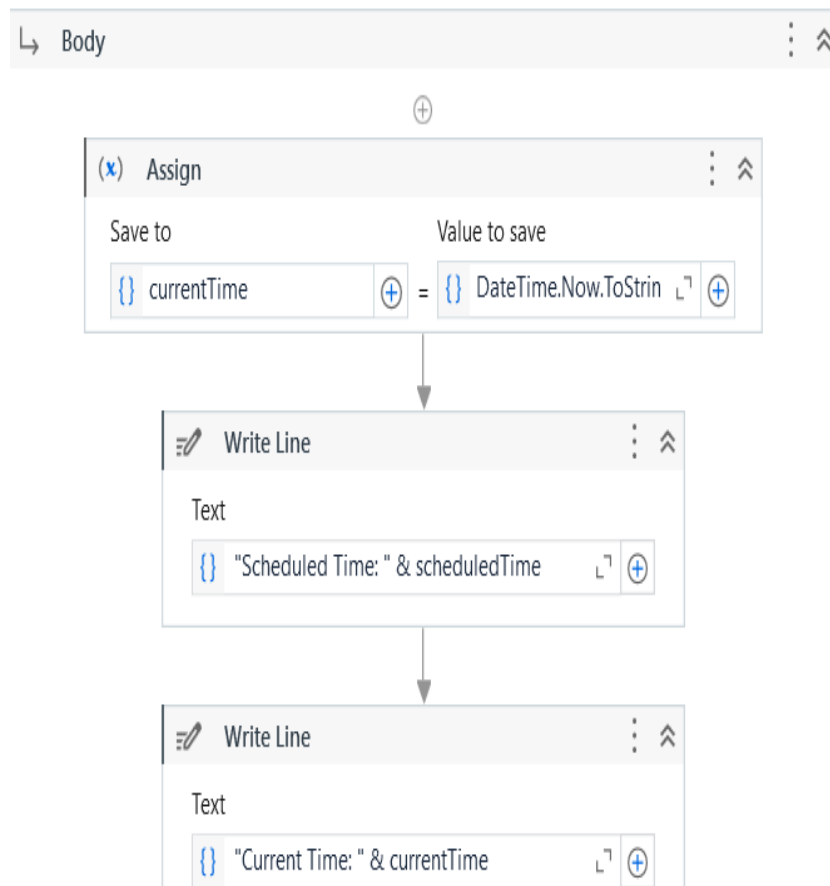 Body
(x) Assign
Save to Value to save
{} currentTime = {} DateTime.Now.ToStrin
Write Line
Text
{} "Scheduled Time: " & scheduledTime
Write Line
Text
{} "Current Time: " & currentTime